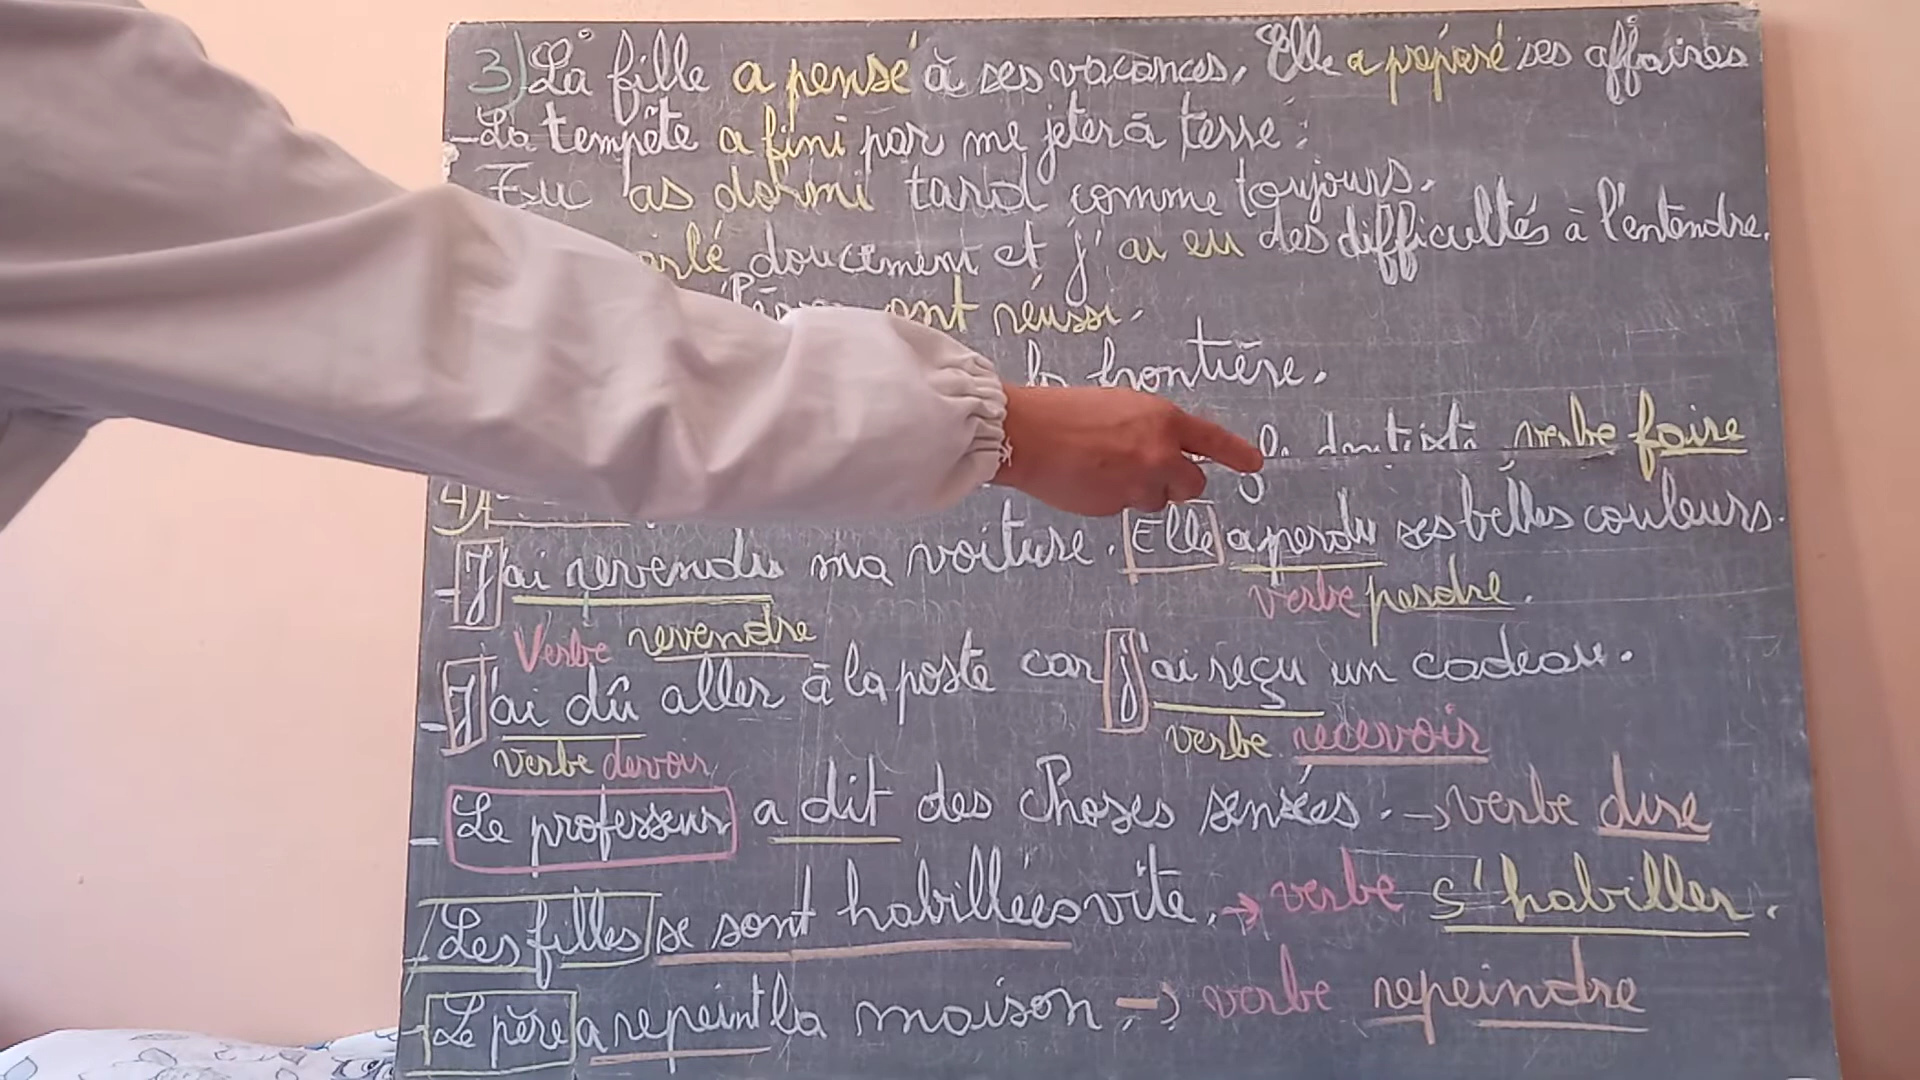 3) La fille a pensé à ses vacances. Elle a préparé ses affaires
- La tempête a fini par me jeter à terre.
Tu as dormi tard comme toujours.
doucement et j'ai eu des difficultés à l'entendre.
ont réussi.
la frontière.
verbe faire
4)
- J'ai revendu ma voiture. Elle a perdu ses belles couleurs.
verbe perdre.
Verbe revendre
- J'ai dû aller à la poste car j'ai reçu un cadeau.
verbe devoir verbe recevoir
- Le professeur a dit des choses sensées. → verbe dire
- Les filles se sont habillées vite. → verbe s'habiller.
- Le père a repeint la maison. → verbe repeindre